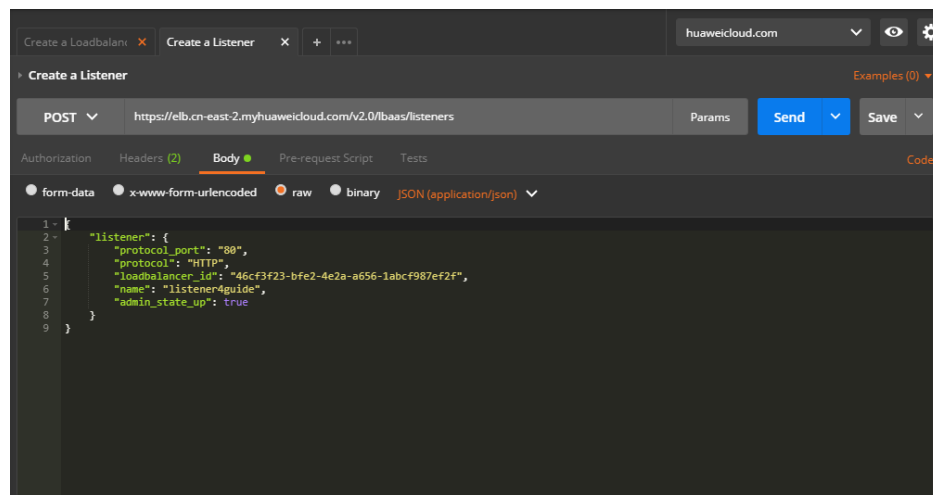 Create a Loadbalan
Create a Listener
+
•••
huaweicloud.com
Create a Listener
Examples (0)
POST
https://elb.cn-east-2.myhuaweicloud.com/v2.0/lbaas/listeners
Params
Send
Save
Authorization
Headers (2)
Body
Pre-request Script
Tests
Code
form-data
x-www-form-urlencoded
raw
binary
JSON (application/json)
1 {
2 "listener": {
3 "protocol_port": "80",
4 "protocol": "HTTP",
5 "loadbalancer_id": "46cf3f23-bfe2-4e2a-a656-1abcf987ef2f",
6 "name": "listener4guide",
7 "admin_state_up": true
8 }
9 }